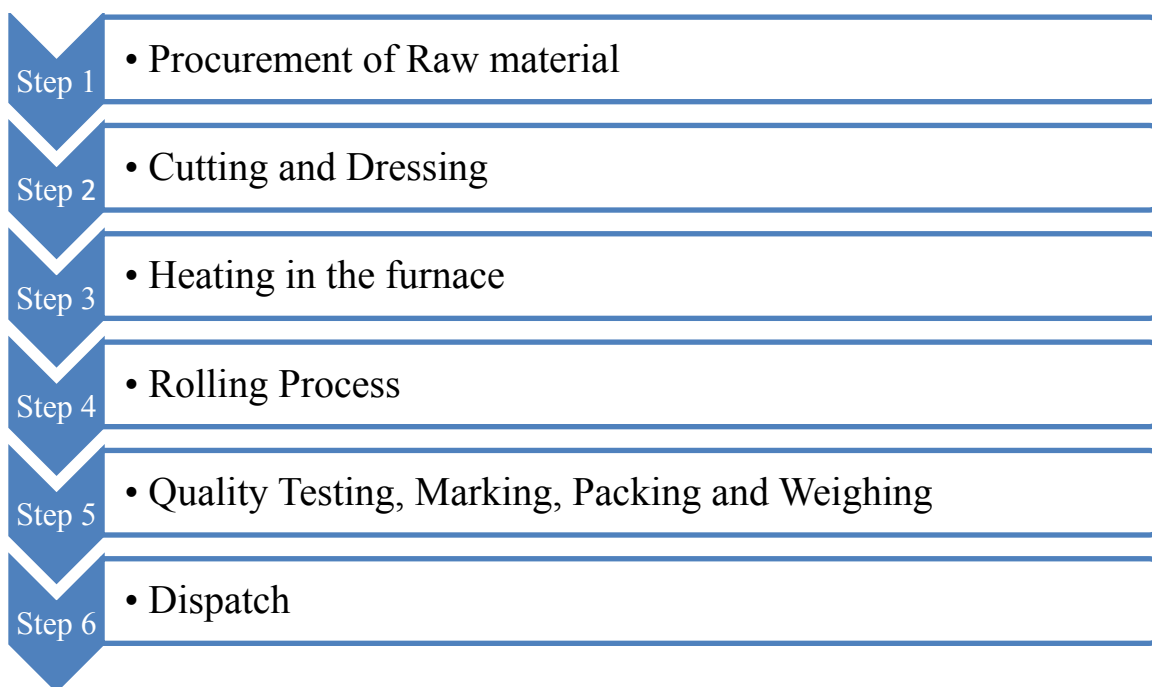 Step 1
• Procurement of Raw material
Step 2
• Cutting and Dressing
Step 3
• Heating in the furnace
Step 4
• Rolling Process
Step 5
• Quality Testing, Marking, Packing and Weighing
Step 6
• Dispatch